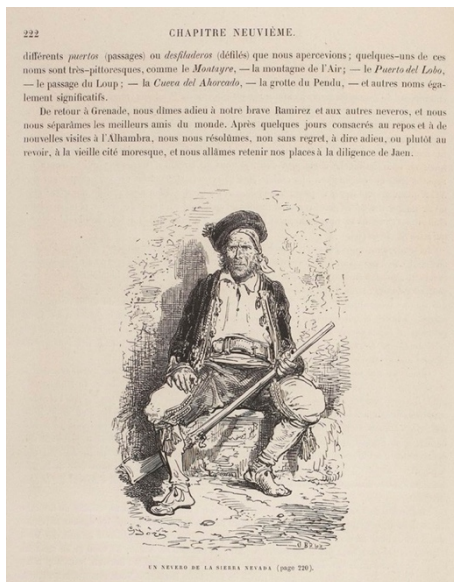 222
CHAPITRE NEUVIÈME.
différents puertos (passages) ou desfiladeros (défilés) que nous apercevions; quelques-uns de ces
noms sont très-pittoresques, comme le Montayre, — la montagne de l'Air; — le Puerto del Lobo,
— le passage du Loup; — la Cueva del Ahorcado, — la grotte du Pendu, — et autres noms éga-
lement significatifs.
De retour à Grenade, nous dîmes adieu à notre brave Ramirez et aux autres neveros, et nous
nous séparâmes les meilleurs amis du monde. Après quelques jours consacrés au repos et à de
nouvelles visites à l'Alhambra, nous nous résolûmes, non sans regret, à dire adieu, ou plutôt au
revoir, à la vieille cité moresque, et nous allâmes retenir nos places à la diligence de Jaen.
G. Doré
UN NEVERO DE LA SIERRA NEVADA (page 220).